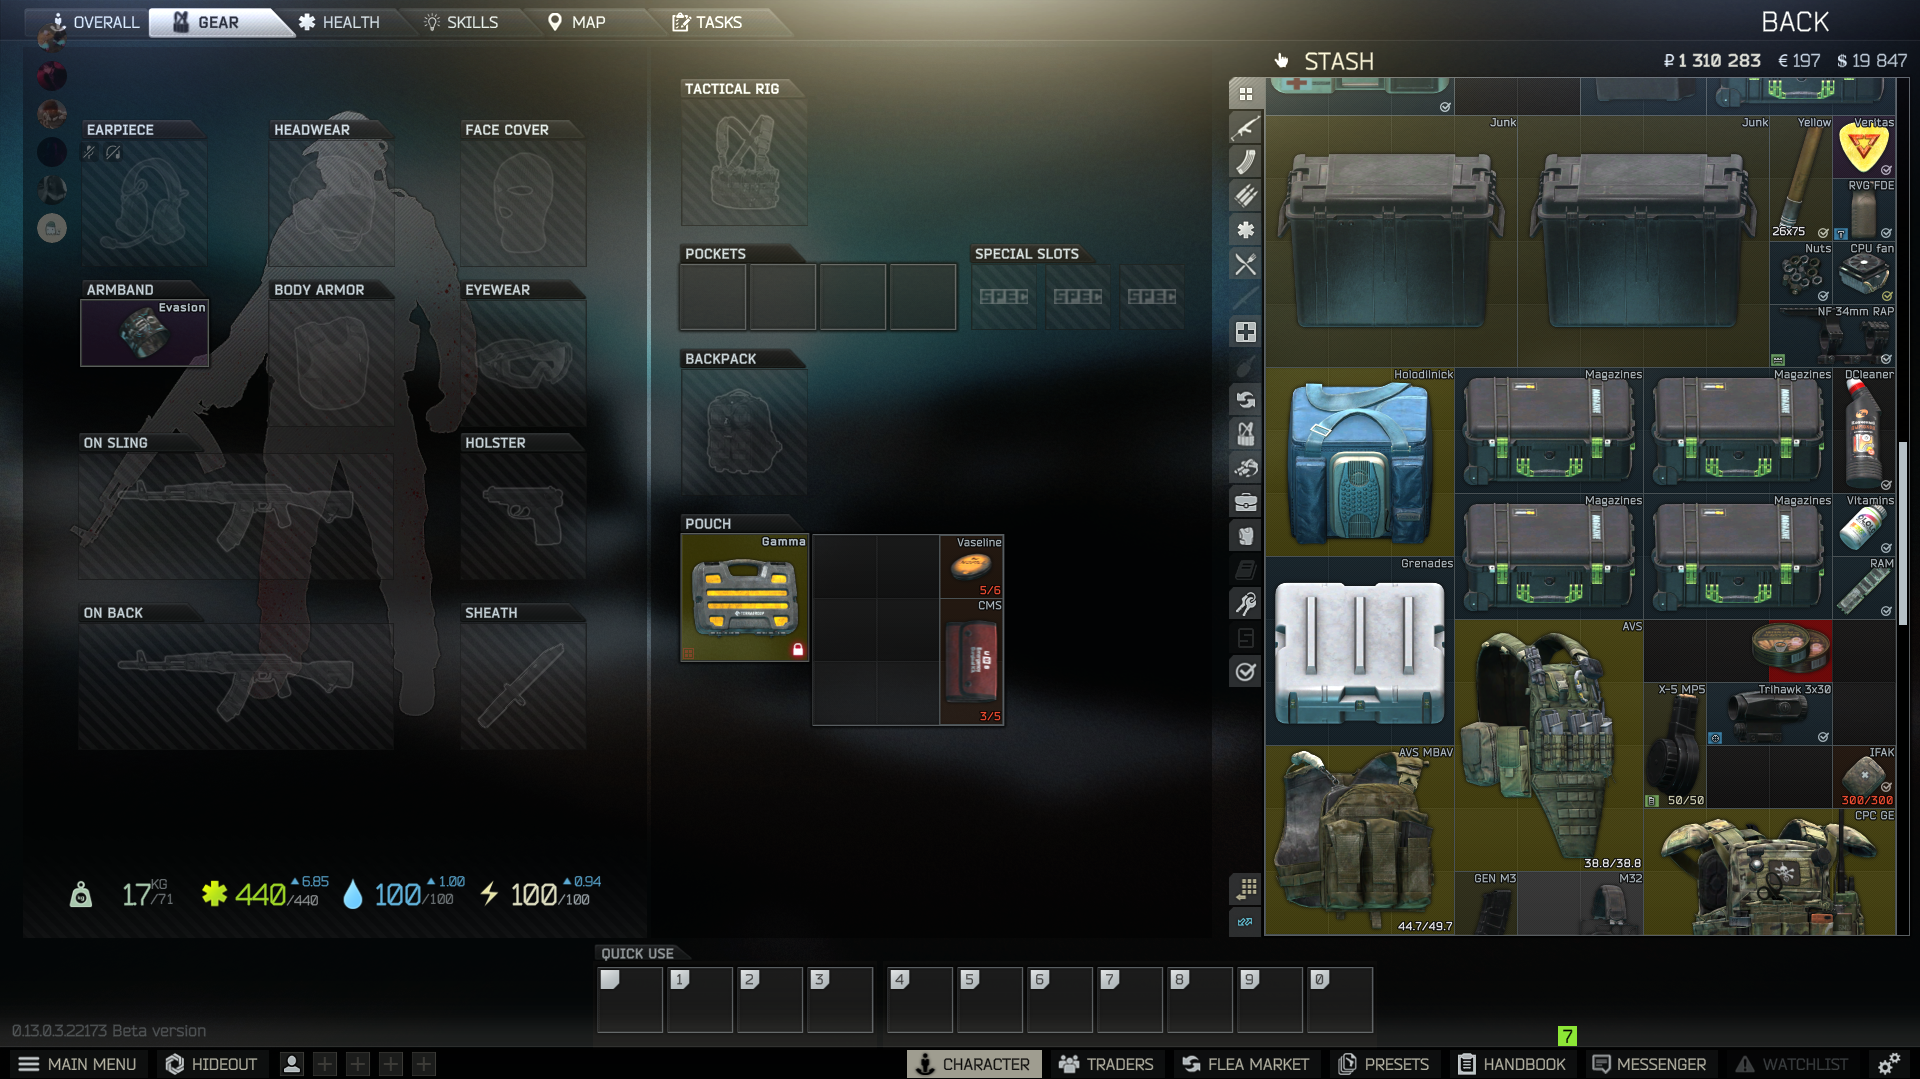 OVERALL
GEAR
HEALTH
SKILLS
MAP
TASKS
BACK
STASH
₽ 1 310 283
€ 197
$ 19 847
EARPIECE
HEADWEAR
FACE COVER
ARMBAND
Evasion
BODY ARMOR
EYEWEAR
ON SLING
HOLSTER
ON BACK
SHEATH
TACTICAL RIG
POCKETS
SPECIAL SLOTS
SPEC
SPEC
SPEC
BACKPACK
POUCH
Gamma
Vaseline
5/6
CMS
3/5
Junk
Junk
Yellow
26x75
Veritas
RVG FDE
Nuts
CPU fan
NF 34mm RAP
Holodilnick
Magazines
Magazines
DCleaner
Magazines
Magazines
Vitamins
Grenades
RAM
AVS
38.8/38.8
X-5 MP5
50/50
Trihawk 3x30
IFAK
300/300
AVS MBAV
44.7/49.7
CPC GE
GEN M3
M32
17 KG /71
440 /440 6.85
100 /100 1.00
100 /100 0.94
QUICK USE
1
2
3
4
5
6
7
8
9
0
0.13.0.3.22173 Beta version
7
MAIN MENU
HIDEOUT
CHARACTER
TRADERS
FLEA MARKET
PRESETS
HANDBOOK
MESSENGER
WATCHLIST